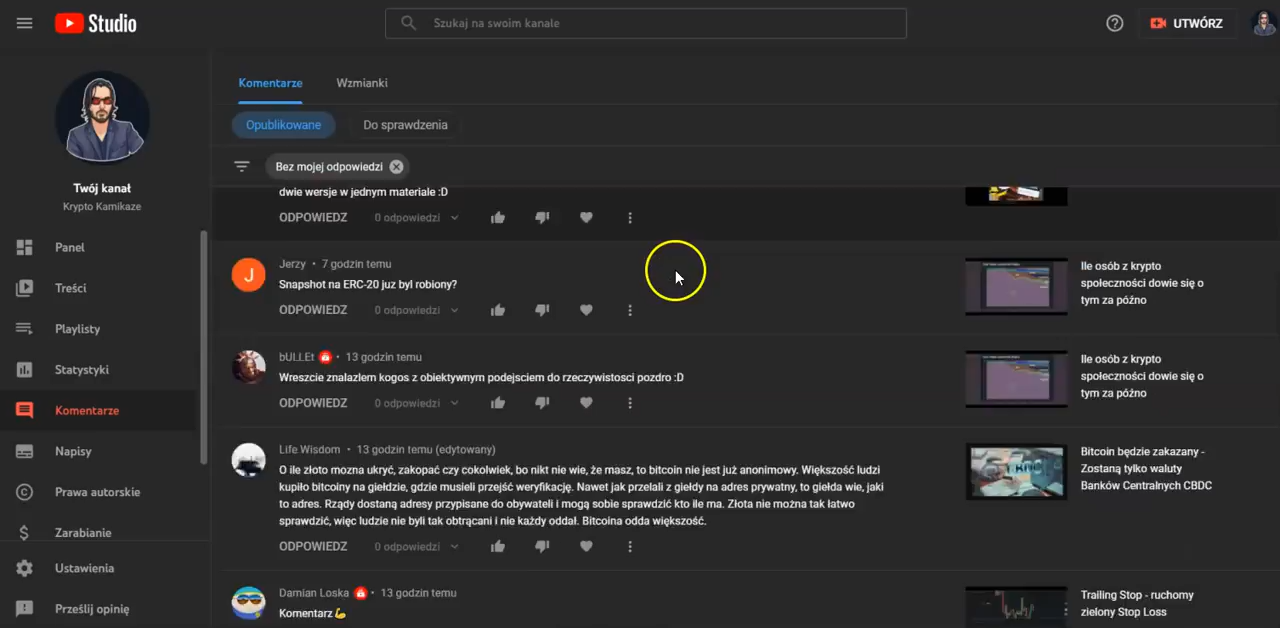 Studio
Szukaj na swoim kanale
UTWÓRZ
Twój kanał
Krypto Kamikaze
Panel
Treści
Playlisty
Statystyki
Komentarze
Napisy
Prawa autorskie
Zarabianie
Ustawienia
Prześlij opinię
Komentarze Wzmianki
Opublikowane Do sprawdzenia
Bez mojej odpowiedzi
dwie wersje w jednym materiale :D
ODPOWIEDZ 0 odpowiedzi
J
Jerzy • 7 godzin temu
Snapshot na ERC-20 juz byl robiony?
ODPOWIEDZ 0 odpowiedzi
Ile osób z krypto
społeczności dowie się o
tym za późno
bULLEt • 13 godzin temu
Wreszcie znalazlem kogos z obiektywnym podejsciem do rzeczywistosci pozdro :D
ODPOWIEDZ 0 odpowiedzi
Ile osób z krypto
społeczności dowie się o
tym za późno
Life Wisdom • 13 godzin temu (edytowany)
O ile złoto mozna ukryć, zakopać czy cokolwiek, bo nikt nie wie, że masz, to bitcoin nie jest już anonimowy. Większość ludzi
kupiło bitcoiny na giełdzie, gdzie musieli przejść weryfikację. Nawet jak przelali z giełdy na adres prywatny, to giełda wie, jaki
to adres. Rządy dostaną adresy przypisane do obywateli i mogą sobie sprawdzić kto ile ma. Złota nie można tak łatwo
sprawdzić, więc ludzie nie byli tak obtrącani i nie każdy oddał. Bitcoina odda większość.
ODPOWIEDZ 0 odpowiedzi
Bitcoin będzie zakazany -
Zostaną tylko waluty
Banków Centralnych CBDC
Damian Loska • 13 godzin temu
Komentarz💪
Trailing Stop - ruchomy
zielony Stop Loss